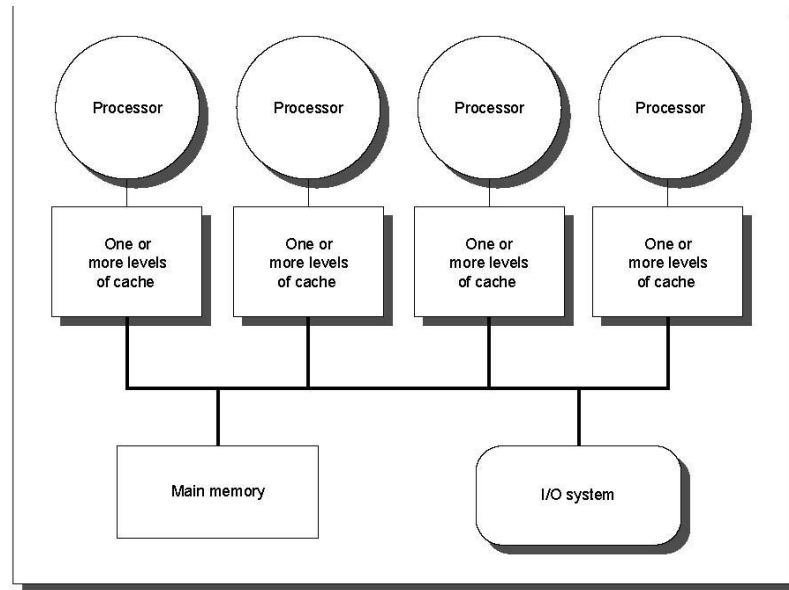 Processor
Processor
Processor
Processor
One or
more levels
of cache
One or
more levels
of cache
One or
more levels
of cache
One or
more levels
of cache
Main memory
I/O system